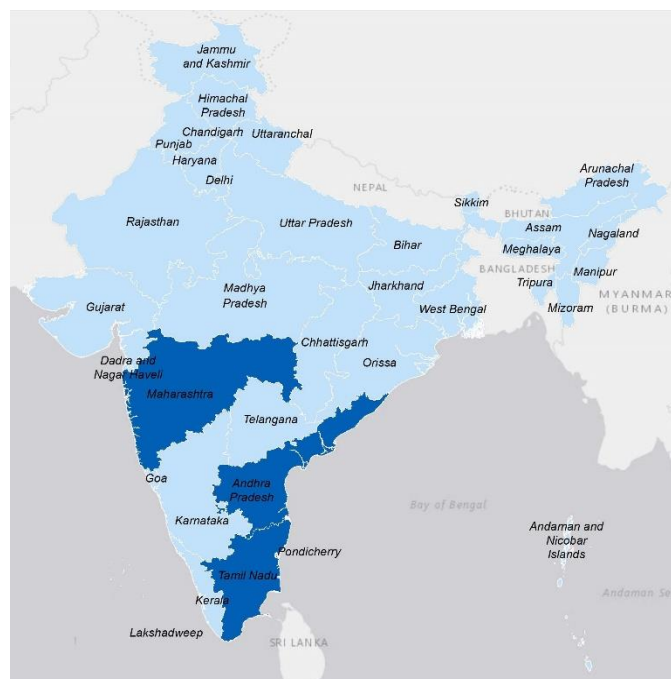 Jammu
and Kashmir
Himachal
Pradesh
Chandigarh
Uttaranchal
Punjab
Haryana
Delhi
Arunachal
Pradesh
NEPAL
Sikkim
BHUTAN
Rajasthan
Uttar Pradesh
Assam
Nagaland
Bihar
Meghalaya
BANGLADESH
Manipur
Tripura
Gujarat
Madhya
Pradesh
Jharkhand
West Bengal
Mizoram
MYANMAR
(BURMA)
Chhattisgarh
Orissa
Dadra and
Nagar Haveli
Maharashtra
Telangana
Goa
Andhra
Pradesh
Bay of Bengal
Karnataka
Andaman and
Nicobar
Islands
Pondicherry
Tamil Nadu
Andaman Se
Kerala
Lakshadweep
SRI LANKA